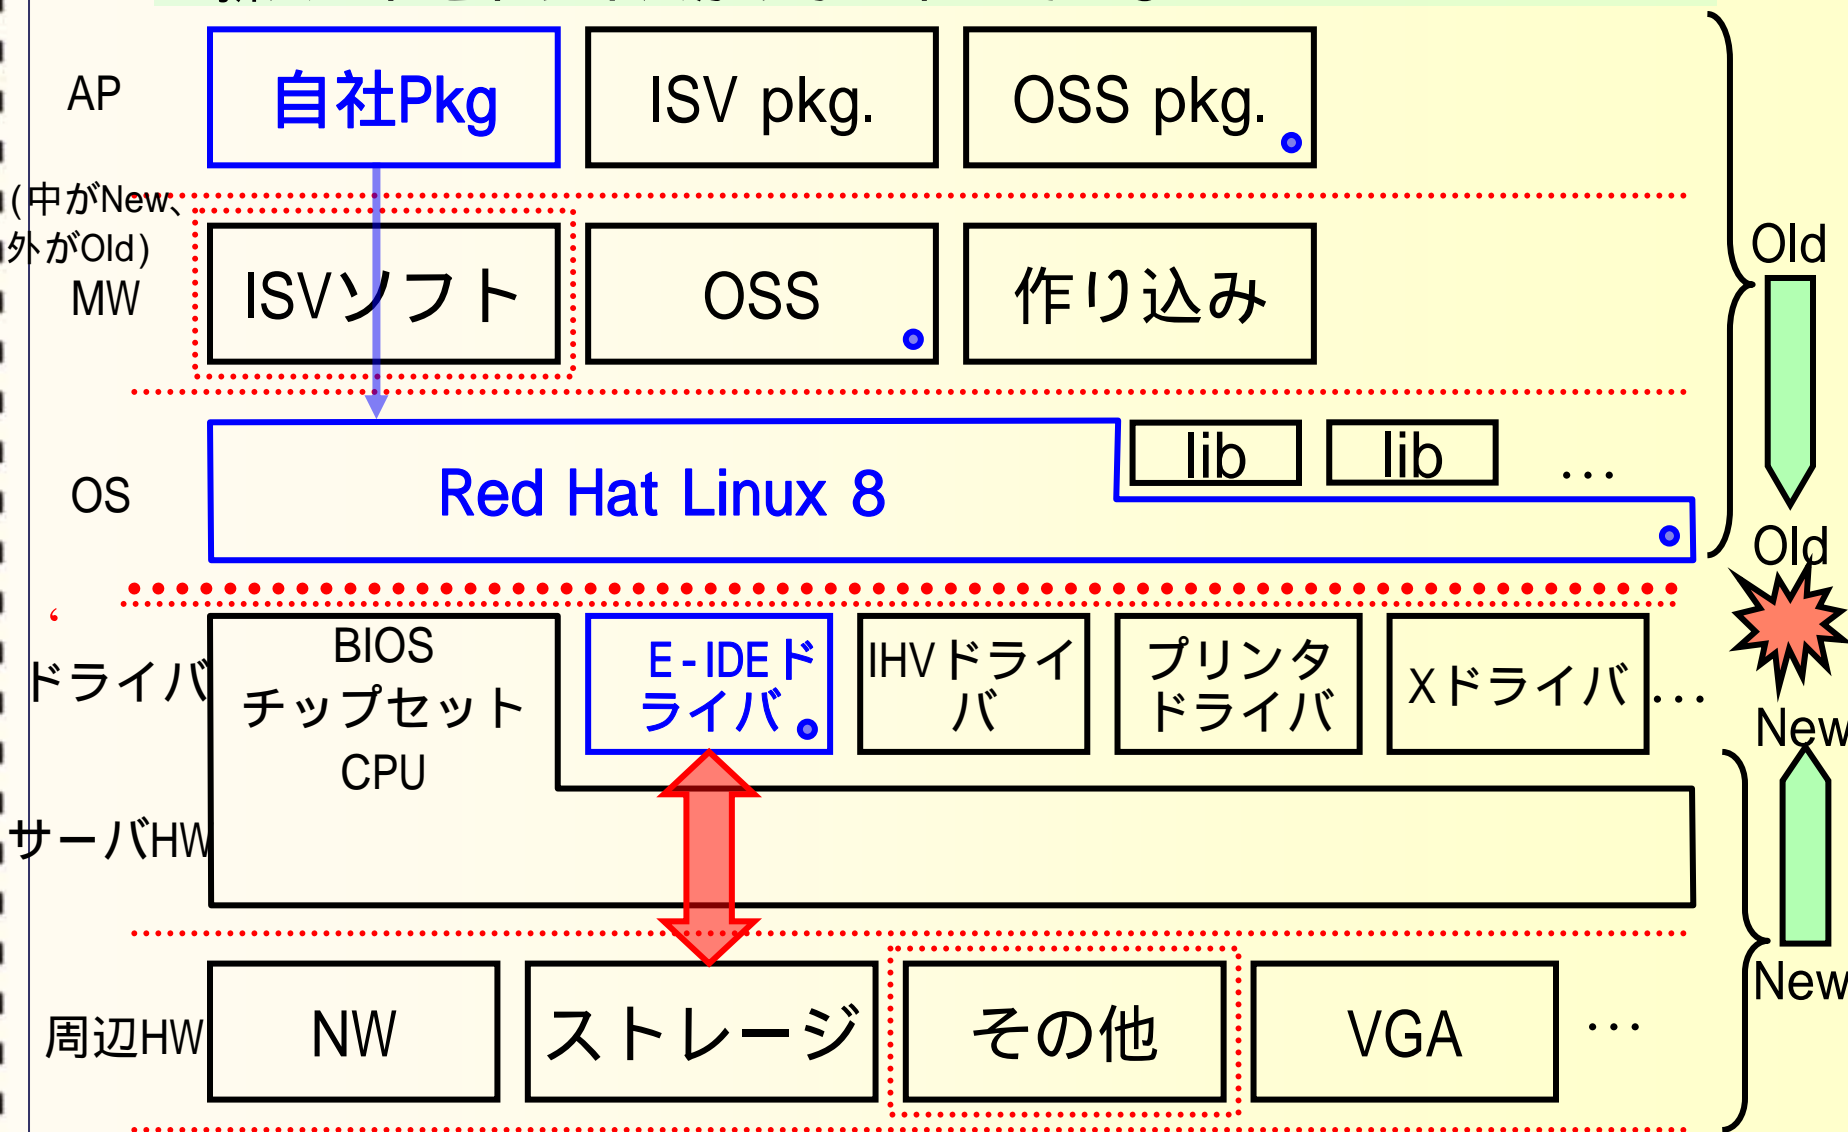 AP
自社Pkg
ISV pkg.
OSS pkg.
(中がNew、
外がOld)
MW
ISVソフト
OSS
作り込み
Old
OS
Red Hat Linux 8
lib
lib
...
Old
ドライバ
BIOS
チップセット
CPU
E-IDEド
ライバ
IHVドライ
バ
プリンタ
ドライバ
Xドライバ
...
New
サーバHW
周辺HW
NW
ストレージ
その他
VGA
...
New